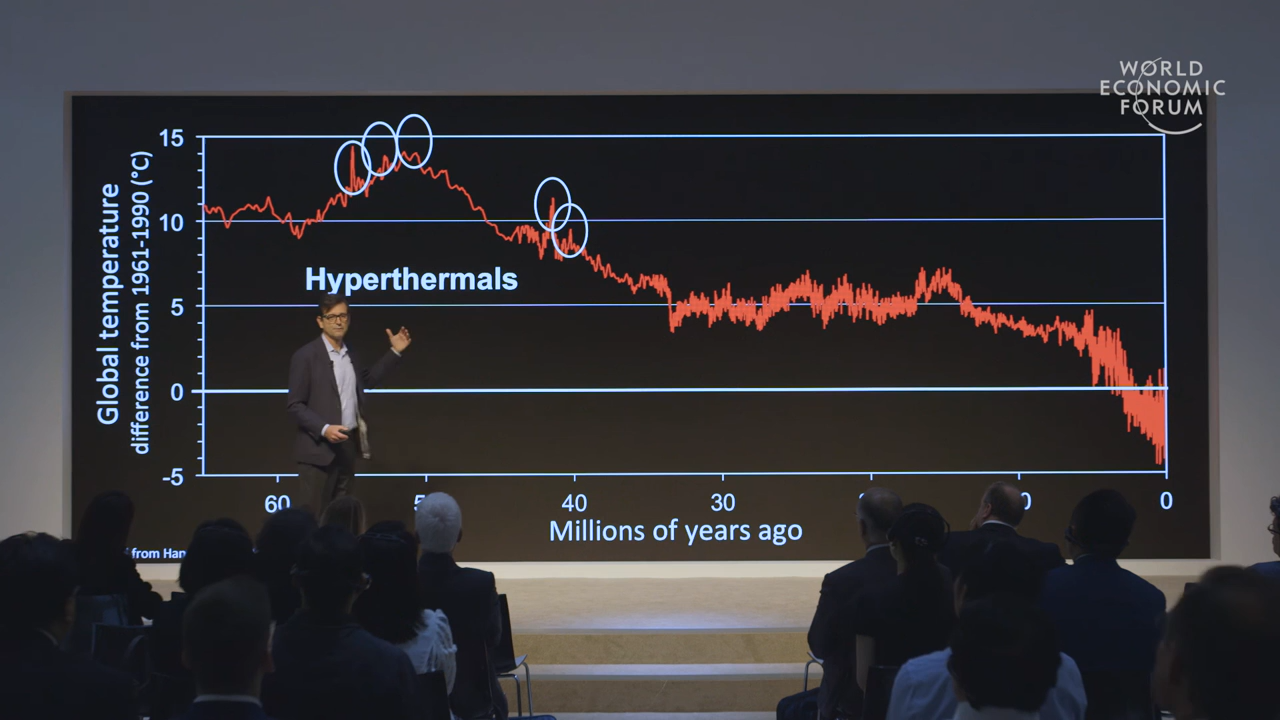 WORLD
ECONOMIC
FORUM
Global temperature
difference from 1961-1990 (°C)
15
10
5
0
-5
Hyperthermals
60
40
30
0
Millions of years ago
from